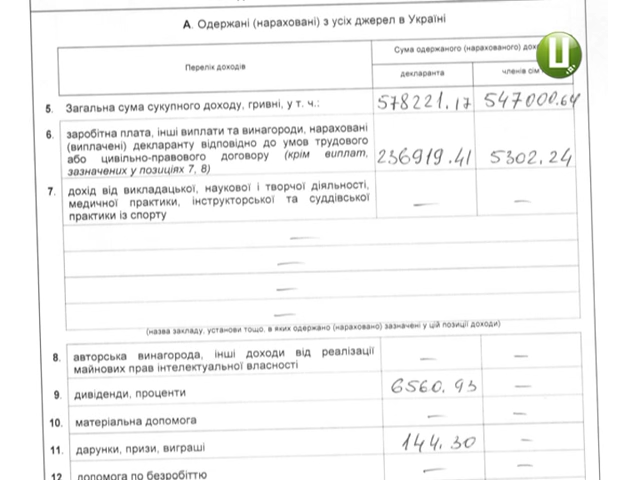 А. Одержані (нараховані) з усіх джерел в Україні
Перелік доходів
Сума одержаного (нарахованого)
декларанта
членів сім
5. Загальна сума сукупного доходу, гривні, у т. ч.: 578221.17 547000.64
6. заробітна плата, інші виплати та винагороди, нараховані
(виплачені) декларанту відповідно до умов трудового
або цивільно-правового договору (крім виплат,
зазначених у позиціях 7, 8) 236919.41 5302.24
7. дохід від викладацької, наукової і творчої діяльності, — —
медичної практики, інструкторської та суддівської
практики із спорту
—
—
—
—
(назва закладу, установи тощо, в яких одержано (нараховано) зазначені у цій позиції доходи)
8. авторська винагорода, інші доходи від реалізації — —
майнових прав інтелектуальної власності
9. дивіденди, проценти 6560.93 —
10. матеріальна допомога — —
11. дарунки, призи, виграші 144.30 —
12 допомога по безробіттю — —